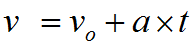 v = vₒ + a × t